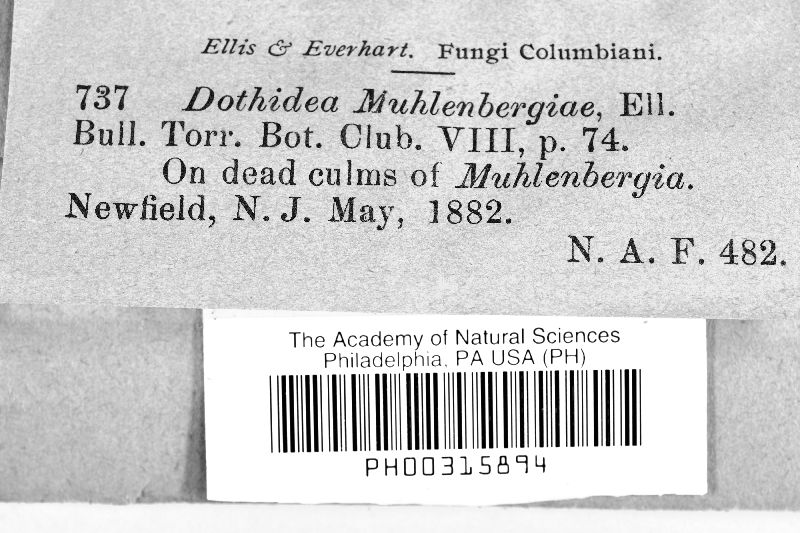 Ellis & Everhart. Fungi Columbiani.
737 Dothidea Muhlenbergiae, Ell.
Bull. Torr. Bot. Club. VIII, p. 74.
On dead culms of Muhlenbergia.
Newfield, N. J. May, 1882.
N. A. F. 482.
The Academy of Natural Sciences
Philadelphia, PA USA (PH)
PH00315894